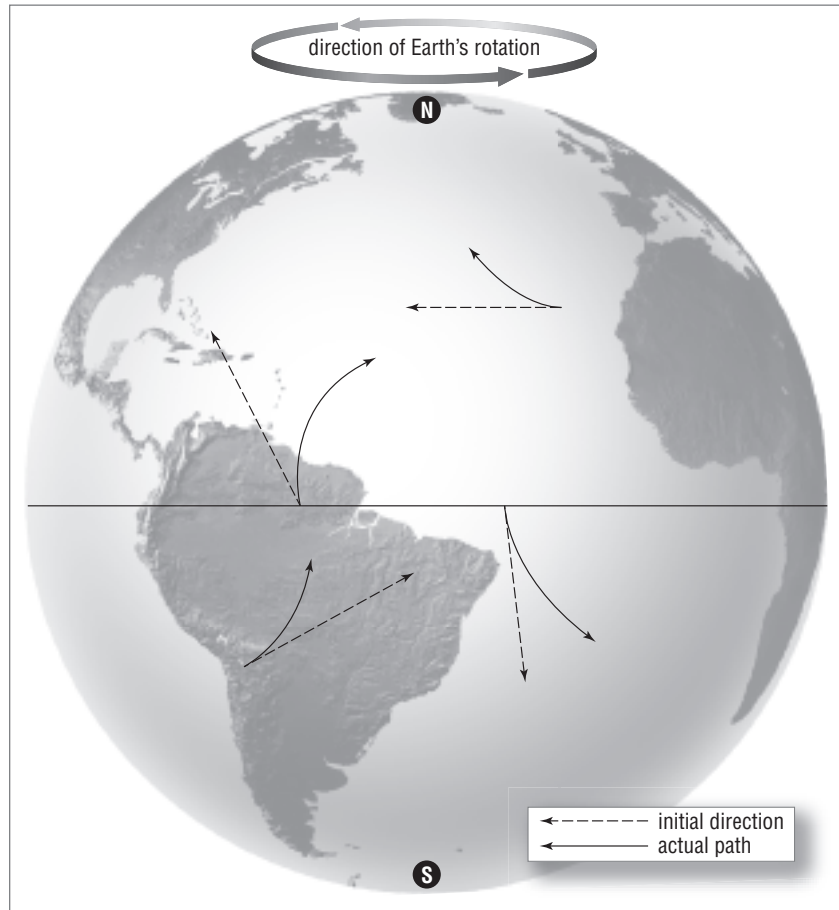 direction of Earth's rotation
N
S
initial direction
actual path